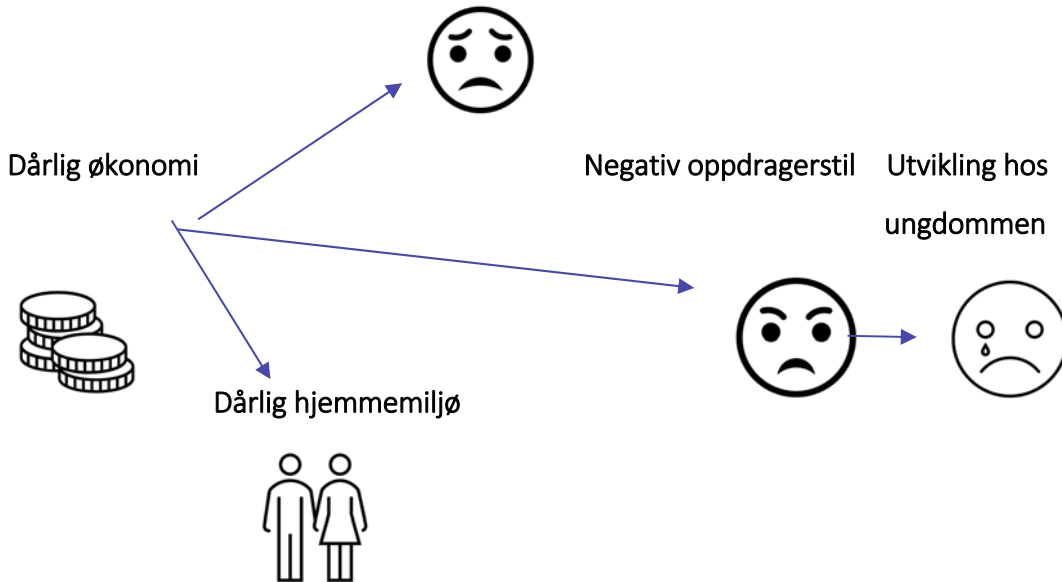 Dårlig økonomi
Negativ oppdragerstil
Utvikling hos
ungdommen
Dårlig hjemmemiljø